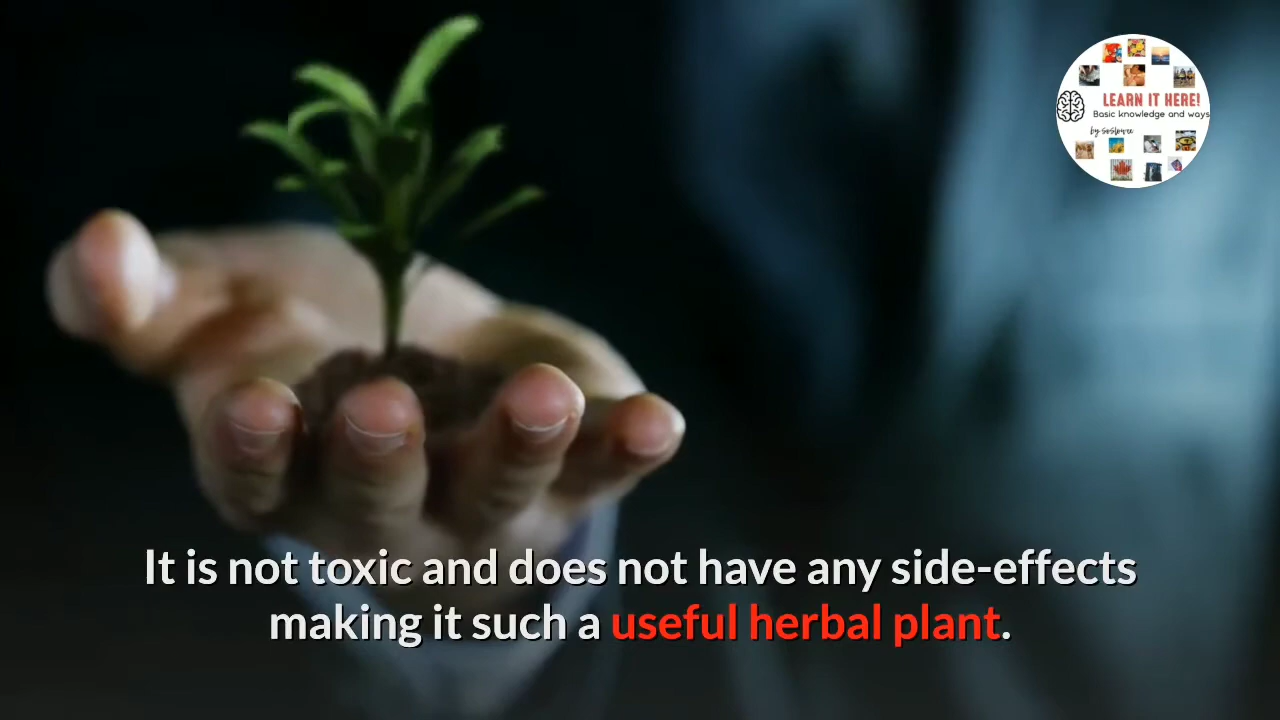 LEARN IT HERE!
Basic knowledge and ways
It is not toxic and does not have any side-effects
making it such a useful herbal plant.